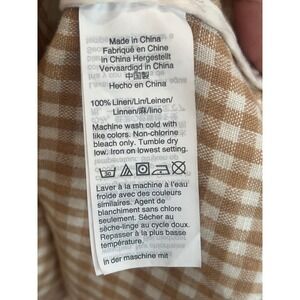 Made in China
Fabriqué en Chine
in China Hergestellt
Vervaardigd in China
中国製
Hecho en China
100% Linen/Lin/Leinen/
Linnen/麻/lino
Machine wash cold with
like colors. Non-chlorine
bleach only. Tumble dry
low. Iron on lowest setting.
Laver à la machine à l'eau
froide avec des couleurs
similaires. Agent de
blanchiment sans chlore
seulement. Sécher au
sèche-linge au cycle doux.
Repasser à la plus basse
température.
In der maschine mit